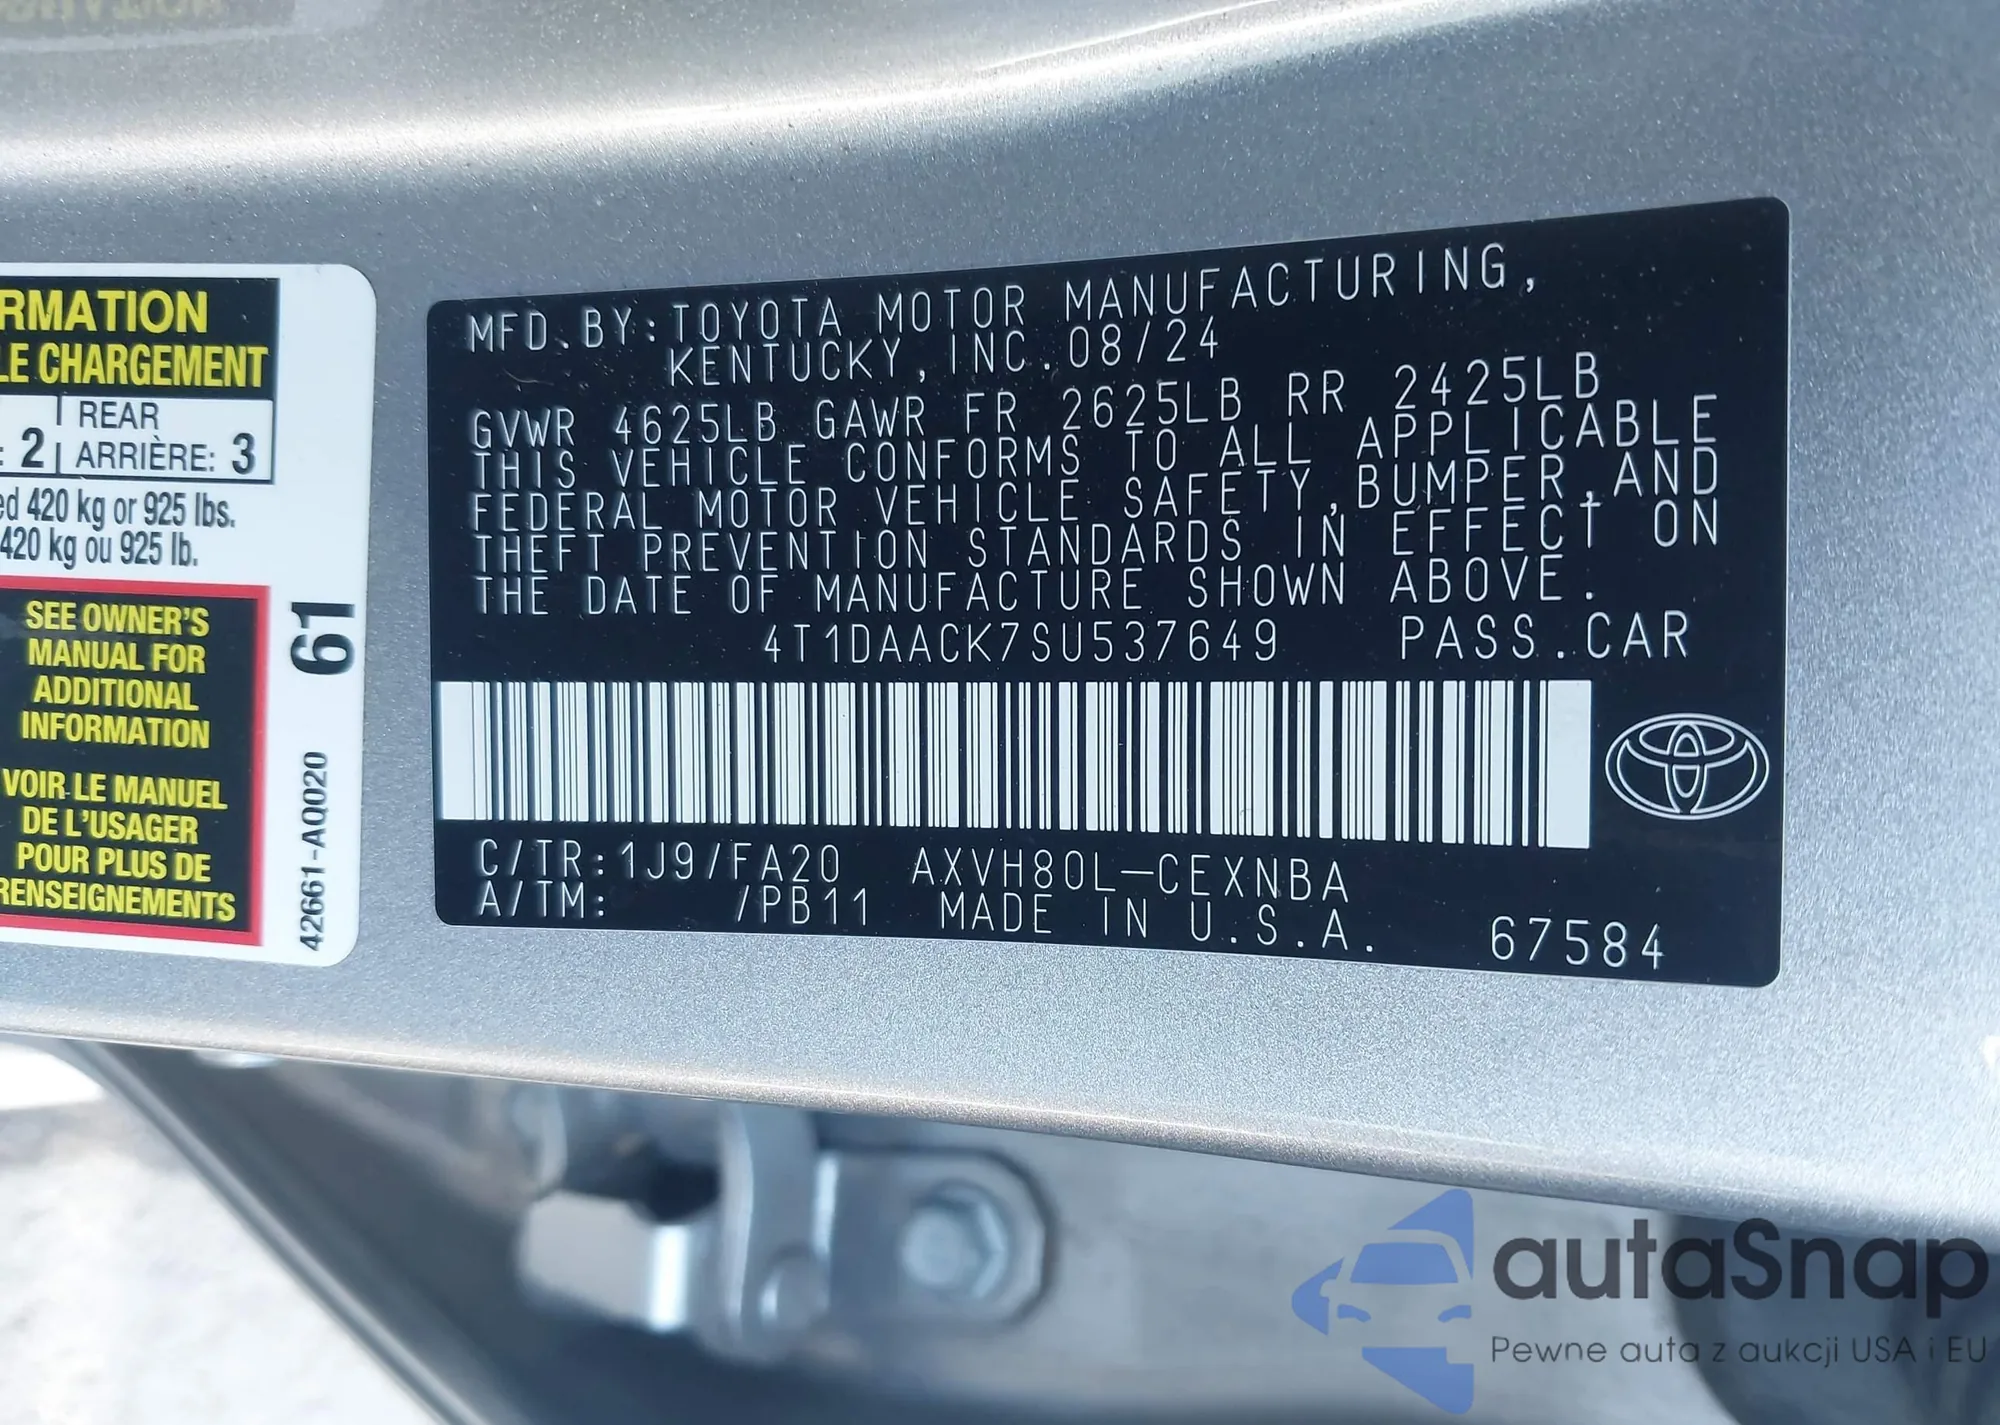 RMATION
LE CHARGEMENT
REAR
: 2 ARRIÈRE: 3
ed 420 kg or 925 lbs.
420 kg ou 925 lb.
SEE OWNER'S
MANUAL FOR
ADDITIONAL
INFORMATION
VOIR LE MANUEL
DE L'USAGER
POUR PLUS DE
RENSEIGNEMENTS
61
42661-AQ020
MFD.BY:TOYOTA MOTOR MANUFACTURING,
KENTUCKY,INC.08/24
GVWR 4625LB GAWR FR 2625LB RR 2425LB
THIS VEHICLE CONFORMS TO ALL APPLICABLE
FEDERAL MOTOR VEHICLE SAFETY,BUMPER,AND
THEFT PREVENTION STANDARDS IN EFFECT ON
THE DATE OF MANUFACTURE SHOWN ABOVE.
4T1DAACK7SU537649 PASS.CAR
C/TR:1J9/FA20 AXVH80L-CEXNBA
A/TM: /PB11 MADE IN U.S.A. 67584
autaSnap
Pewne auta z aukcji USA i EU